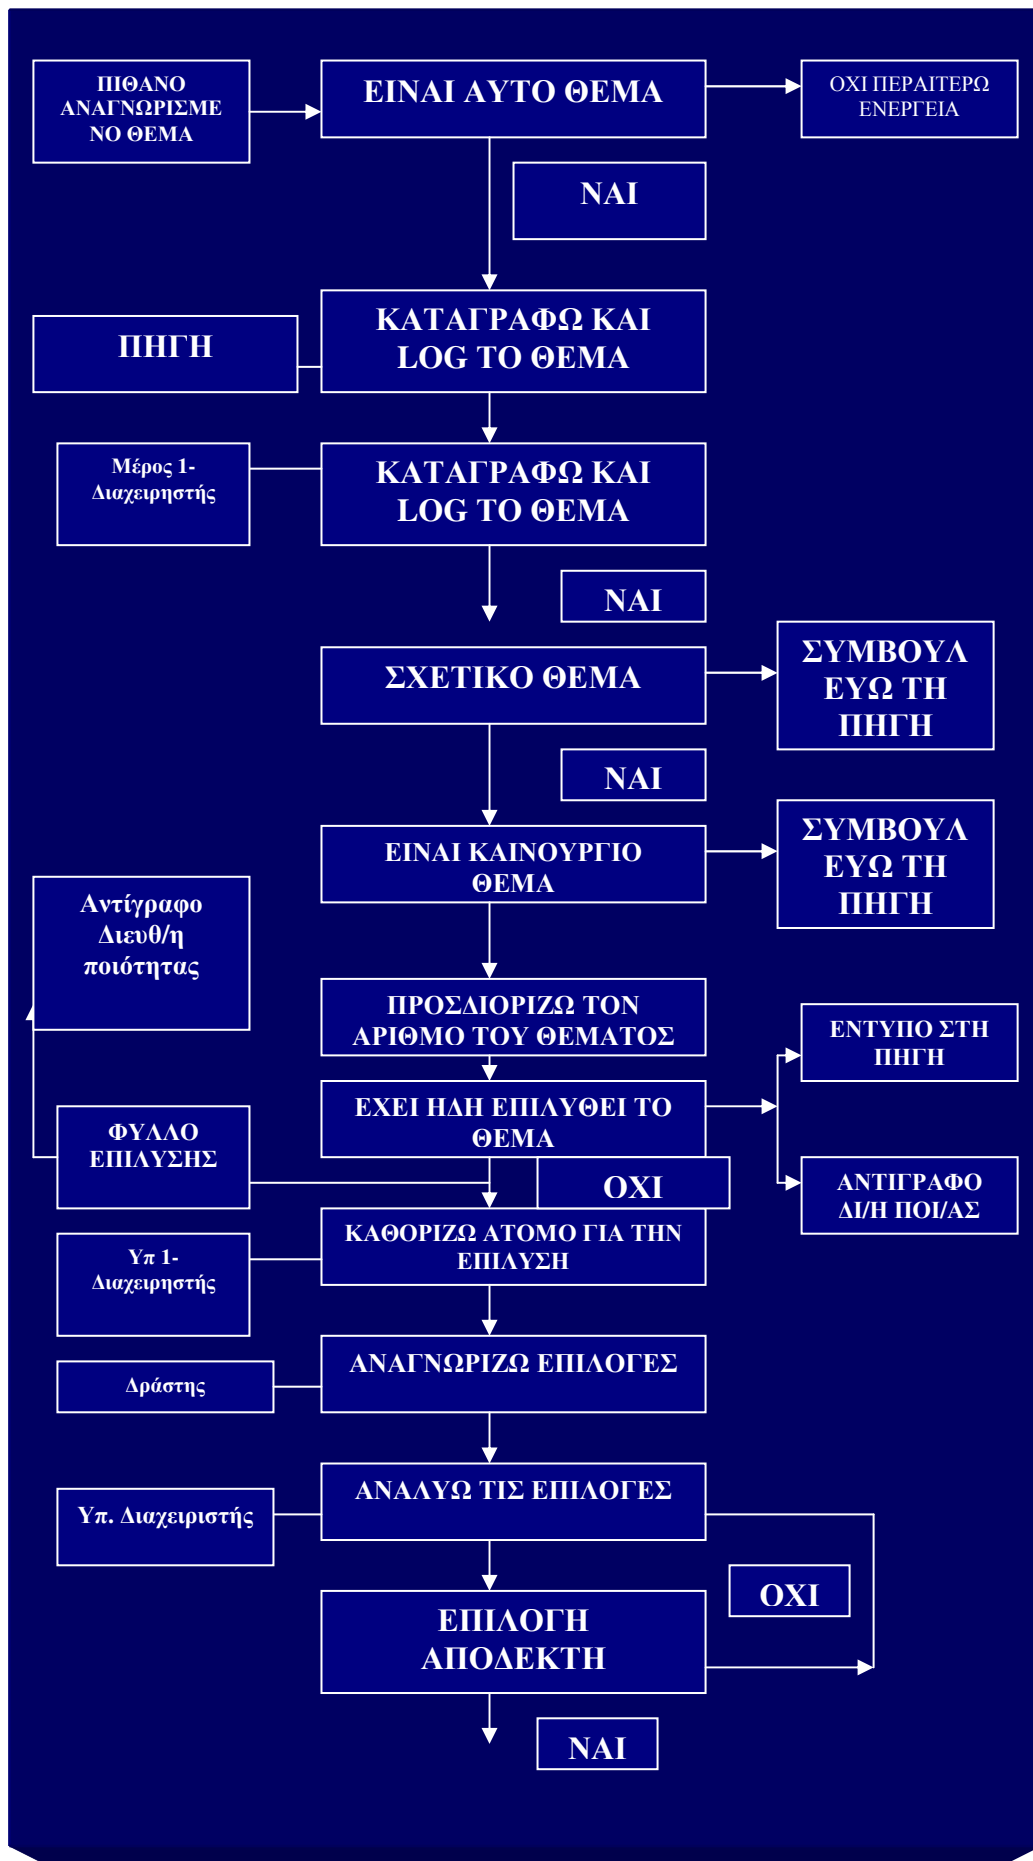 ΠΙΘΑΝΟ
ΑΝΑΓΝΩΡΙΣΜΕ
ΝΟ ΘΕΜΑ
ΕΙΝΑΙ ΑΥΤΟ ΘΕΜΑ
ΟΧΙ ΠΕΡΑΙΤΕΡΩ
ΕΝΕΡΓΕΙΑ
ΝΑΙ
ΠΗΓΗ
ΚΑΤΑΓΡΑΦΩ ΚΑΙ
LOG ΤΟ ΘΕΜΑ
Μέρος 1-
Διαχειρηστής
ΚΑΤΑΓΡΑΦΩ ΚΑΙ
LOG ΤΟ ΘΕΜΑ
ΝΑΙ
ΣΧΕΤΙΚΟ ΘΕΜΑ
ΣΥΜΒΟΥΛ
ΕΥΩ ΤΗ
ΠΗΓΗ
ΝΑΙ
ΕΙΝΑΙ ΚΑΙΝΟΥΡΓΙΟ
ΘΕΜΑ
ΣΥΜΒΟΥΛ
ΕΥΩ ΤΗ
ΠΗΓΗ
Αντίγραφο
Διευθ/η
ποιότητας
ΠΡΟΣΔΙΟΡΙΖΩ ΤΟΝ
ΑΡΙΘΜΟ ΤΟΥ ΘΕΜΑΤΟΣ
ΕΝΤΥΠΟ ΣΤΗ
ΠΗΓΗ
ΕΧΕΙ ΗΔΗ ΕΠΙΛΥΘΕΙ ΤΟ
ΘΕΜΑ
ΦΥΛΛΟ
ΕΠΙΛΥΣΗΣ
ΟΧΙ
ΑΝΤΙΓΡΑΦΟ
ΔΙ/Η ΠΟΙ/ΑΣ
ΚΑΘΟΡΙΖΩ ΑΤΟΜΟ ΓΙΑ ΤΗΝ
ΕΠΙΛΥΣΗ
Υπ 1-
Διαχειρηστής
ΑΝΑΓΝΩΡΙΖΩ ΕΠΙΛΟΓΕΣ
Δράστης
ΑΝΑΛΥΩ ΤΙΣ ΕΠΙΛΟΓΕΣ
Υπ. Διαχειριστής
ΟΧΙ
ΕΠΙΛΟΓΗ
ΑΠΟΔΕΚΤΗ
ΝΑΙ